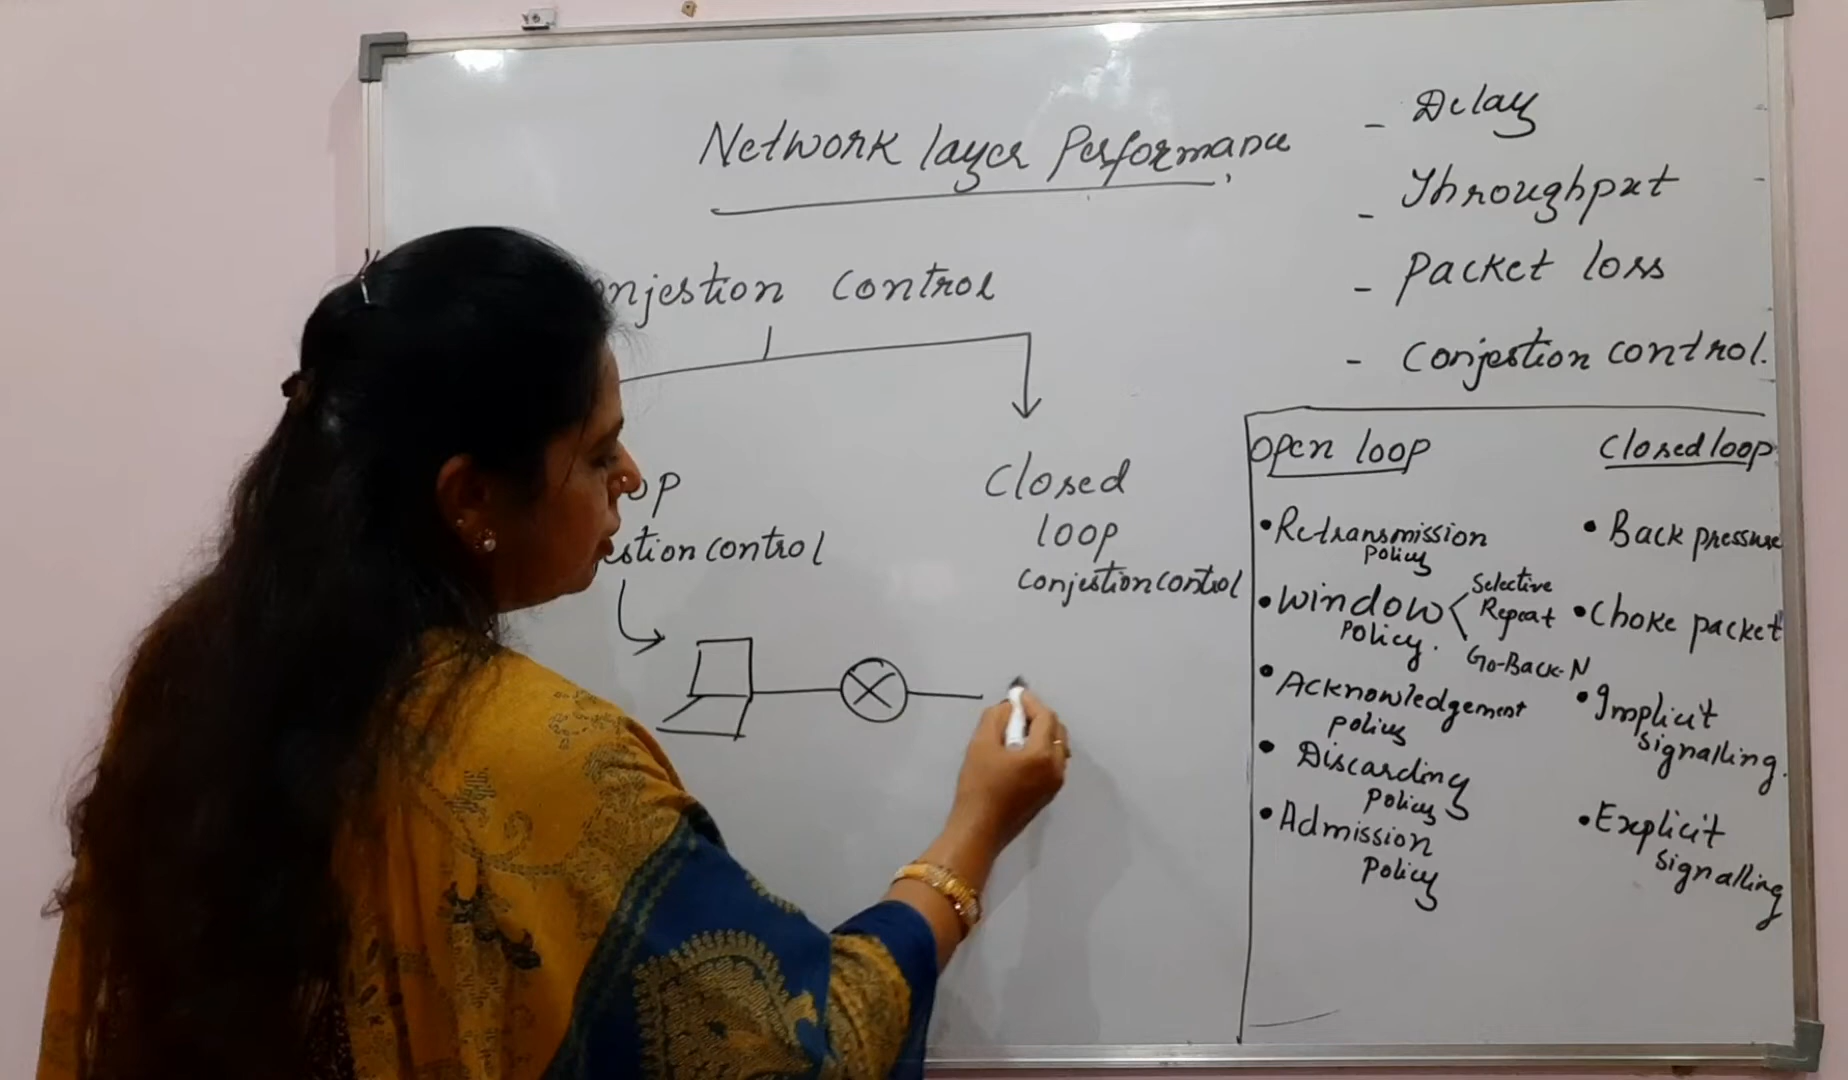 Network layer Performance
- Delay
- Throughput
- Packet loss
- Conjestion control.
njestion control
op
stion control
Closed
loop
conjestion control
Open loop
• Retransmission
policy
• Window
policy.
Selective
Repeat
Go-Back-N
• Acknowledgement
policy
• Discarding
policy
• Admission
policy
Closed loop
• Back pressure
• Choke packet
• Implicit
signalling.
• Explicit
signalling